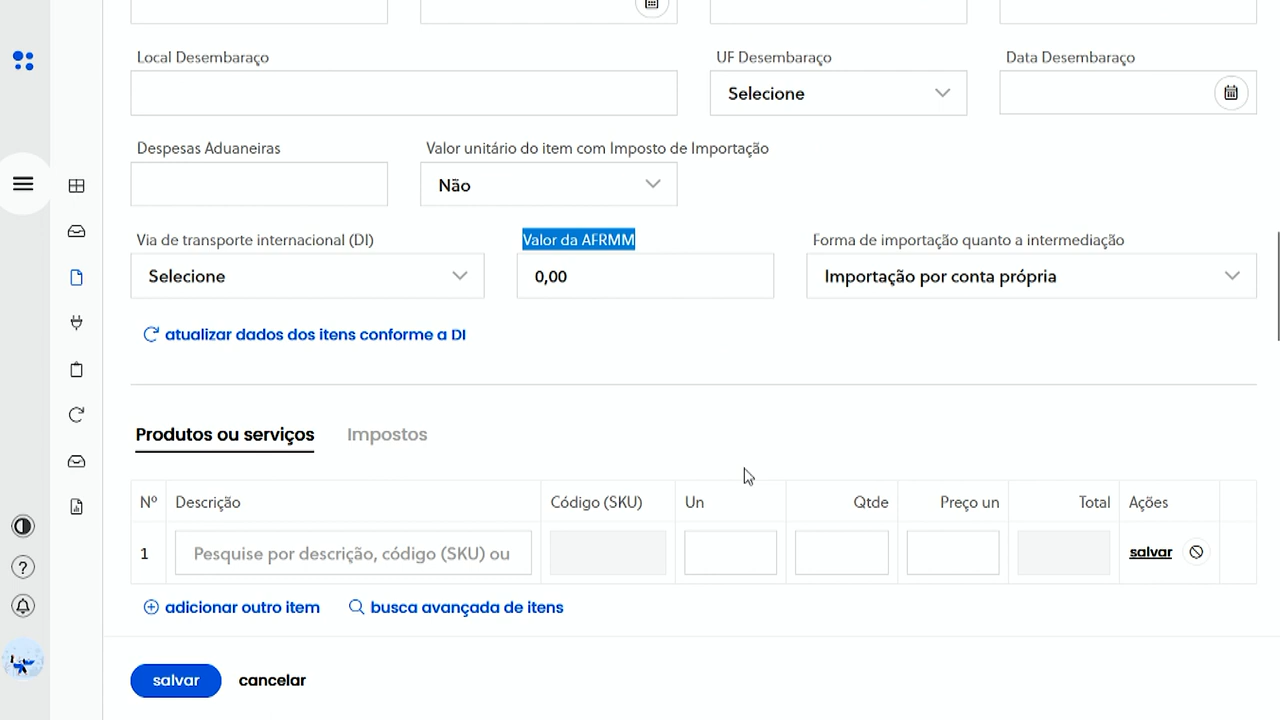 Local Desembaraço
UF Desembaraço
Data Desembaraço
Selecione
Despesas Aduaneiras
Valor unitário do item com Imposto de Importação
Não
Via de transporte internacional (DI)
Valor da AFRMM
Forma de importação quanto a intermediação
Selecione
0,00
Importação por conta própria
atualizar dados dos itens conforme a DI
Produtos ou serviços
Impostos
Nº Descrição Código (SKU) Un Qtde Preço un Total Ações
1 Pesquise por descrição, código (SKU) ou salvar
adicionar outro item
busca avançada de itens
salvar
cancelar